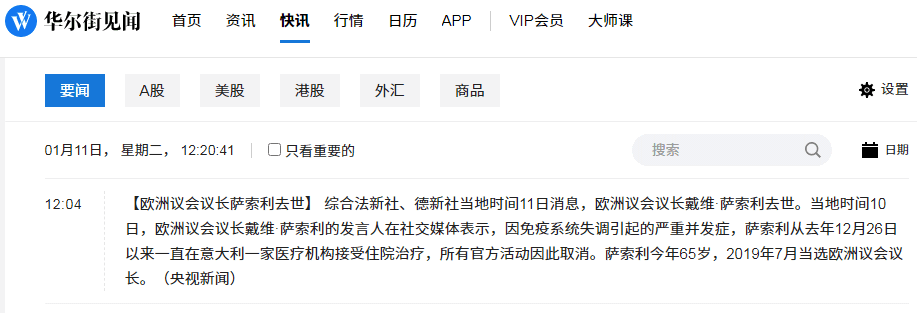 华尔街见闻 首页 资讯 快讯 行情 日历 APP VIP会员 大师课
要闻 A股 美股 港股 外汇 商品 设置
01月11日， 星期二， 12:20:41 只看重要的 搜索 日期
12:04 【欧洲议会议长萨索利去世】 综合法新社、德新社当地时间11日消息，欧洲议会议长戴维·萨索利去世。当地时间10
日，欧洲议会议长戴维·萨索利的发言人在社交媒体表示，因免疫系统失调引起的严重并发症，萨索利从去年12月26日
以来一直在意大利一家医疗机构接受住院治疗，所有官方活动因此取消。萨索利今年65岁，2019年7月当选欧洲议会议
长。（央视新闻）